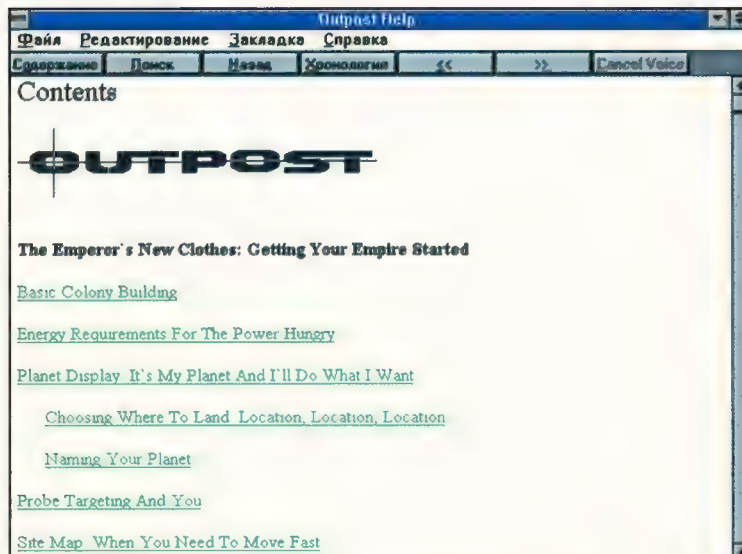 Outpost Help
Файл Редактирование Закладка Справка
Содержание Поиск Назад Хронология << >> Cancel Voice
Contents
OUTPOST
The Emperor's New Clothes: Getting Your Empire Started
Basic Colony Building
Energy Requirements For The Power Hungry
Planet Display It's My Planet And I'll Do What I Want
Choosing Where To Land Location, Location, Location
Naming Your Planet
Probe Targeting And You
Site Map When You Need To Move Fast